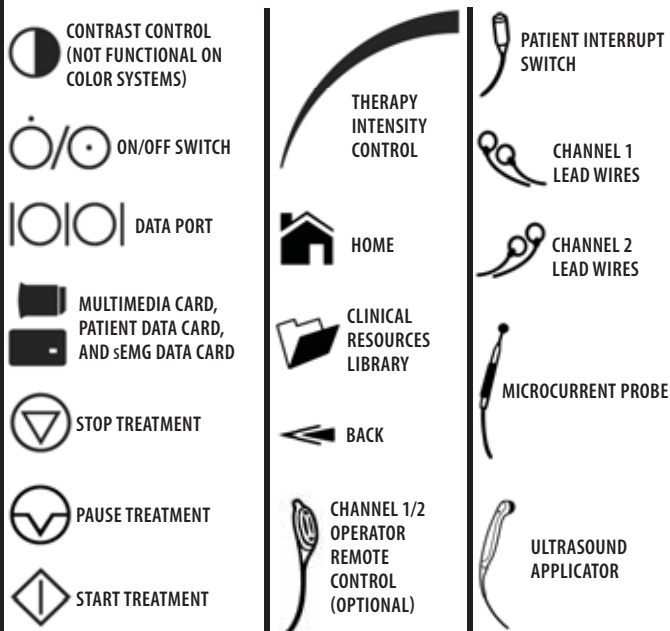 CONTRAST CONTROL
(NOT FUNCTIONAL ON
COLOR SYSTEMS)
ON/OFF SWITCH
DATA PORT
MULTIMEDIA CARD,
PATIENT DATA CARD,
AND sEMG DATA CARD
STOP TREATMENT
PAUSE TREATMENT
START TREATMENT
THERAPY
INTENSITY
CONTROL
HOME
CLINICAL
RESOURCES
LIBRARY
BACK
CHANNEL 1/2
OPERATOR
REMOTE
CONTROL
(OPTIONAL)
PATIENT INTERRUPT
SWITCH
CHANNEL 1
LEAD WIRES
CHANNEL 2
LEAD WIRES
MICROCURRENT PROBE
ULTRASOUND
APPLICATOR